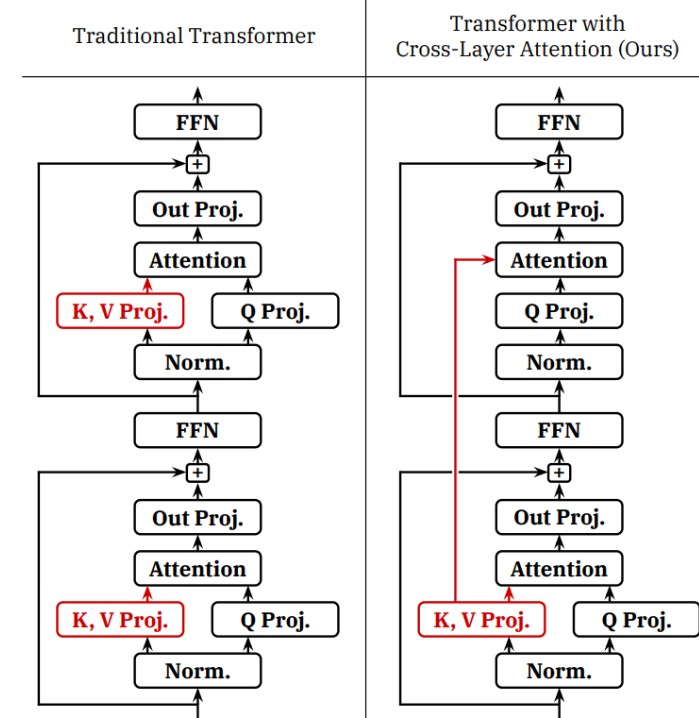 Traditional Transformer
Transformer with
Cross-Layer Attention (Ours)
FFN
+
Out Proj.
Attention
K, V Proj.
Q Proj.
Norm.
FFN
+
Out Proj.
Attention
K, V Proj.
Q Proj.
Norm.
FFN
+
Out Proj.
Attention
Q Proj.
Norm.
FFN
+
Out Proj.
Attention
K, V Proj.
Q Proj.
Norm.